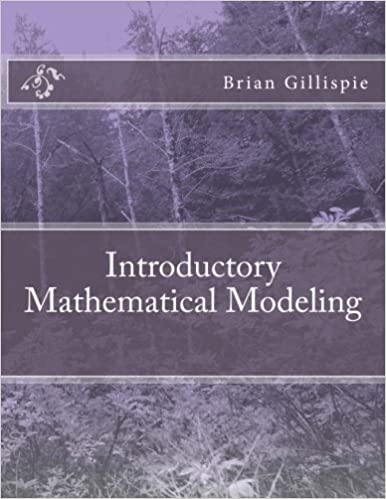 Brian Gillispie
Introductory
Mathematical Modeling